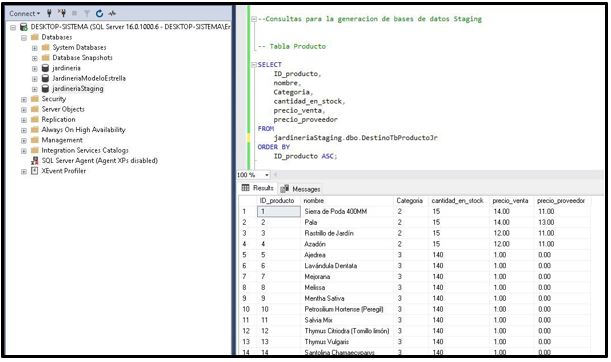 Connect
DESKTOP-SISTEMA (SQL Server 16.0.1000.6 - DESKTOP-SISTEMA\Er
Databases
System Databases
Database Snapshots
jardineria
JardineriaModeloEstrella
jardineriaStaging
Security
Server Objects
Replication
Always On High Availability
Management
Integration Services Catalogs
SQL Server Agent (Agent XPs disabled)
XEvent Profiler
--Consultas para la generacion de bases de datos Staging
-- Tabla Producto
SELECT
ID_producto,
nombre,
Categoria,
cantidad_en_stock,
precio_venta,
precio_proveedor
FROM
jardineriaStaging.dbo.DestinoTbProductoJr
ORDER BY
ID_producto ASC;
100 %
Results Messages
ID_producto nombre Categoria cantidad_en_stock precio_venta precio_proveedor
1 1 Sierra de Poda 400MM 2 15 14.00 11.00
2 2 Pala 2 15 14.00 13.00
3 3 Rastrillo de Jardín 2 15 12.00 11.00
4 4 Azadón 2 15 12.00 11.00
5 5 Ajedrea 3 140 1.00 0.00
6 6 Lavándula Dentata 3 140 1.00 0.00
7 7 Mejorana 3 140 1.00 0.00
8 8 Melissa 3 140 1.00 0.00
9 9 Mentha Sativa 3 140 1.00 0.00
10 10 Petrosilium Hortense (Peregil) 3 140 1.00 0.00
11 11 Salvia Mix 3 140 1.00 0.00
12 12 Thymus Citriodra (Tomillo limón) 3 140 1.00 0.00
13 13 Thymus Vulgaris 3 140 1.00 0.00
14 14 Santolina Chamaecyparys 3 140 1.00 0.00